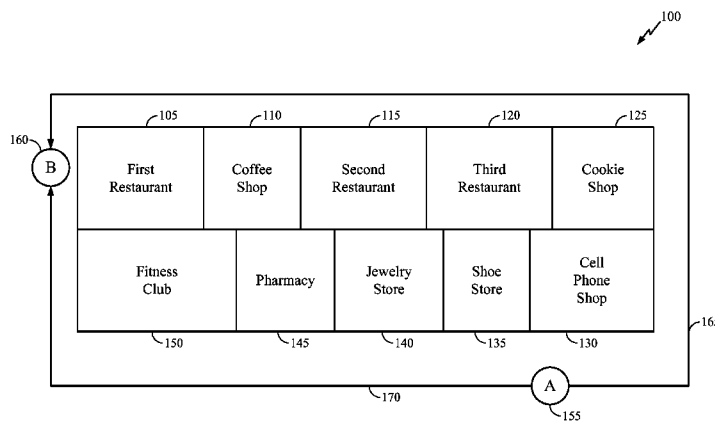 100
105
110
115
120
125
160
B
First
Restaurant
Coffee
Shop
Second
Restaurant
Third
Restaurant
Cookie
Shop
Fitness
Club
Pharmacy
Jewelry
Store
Shoe
Store
Cell
Phone
Shop
150
145
140
135
130
170
A
155